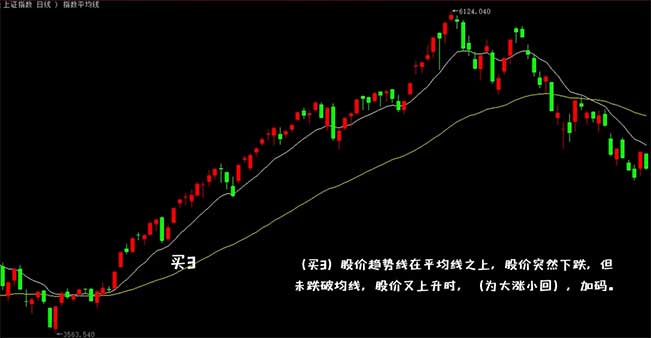 上证指数 日线 ) 指数平均线
←6124.040
买3
(买3) 股价趋势线在平均线之上，股价突然下跌，但
未跌破均线，股价又上升时，（为大涨小回），加码。
←3563.540